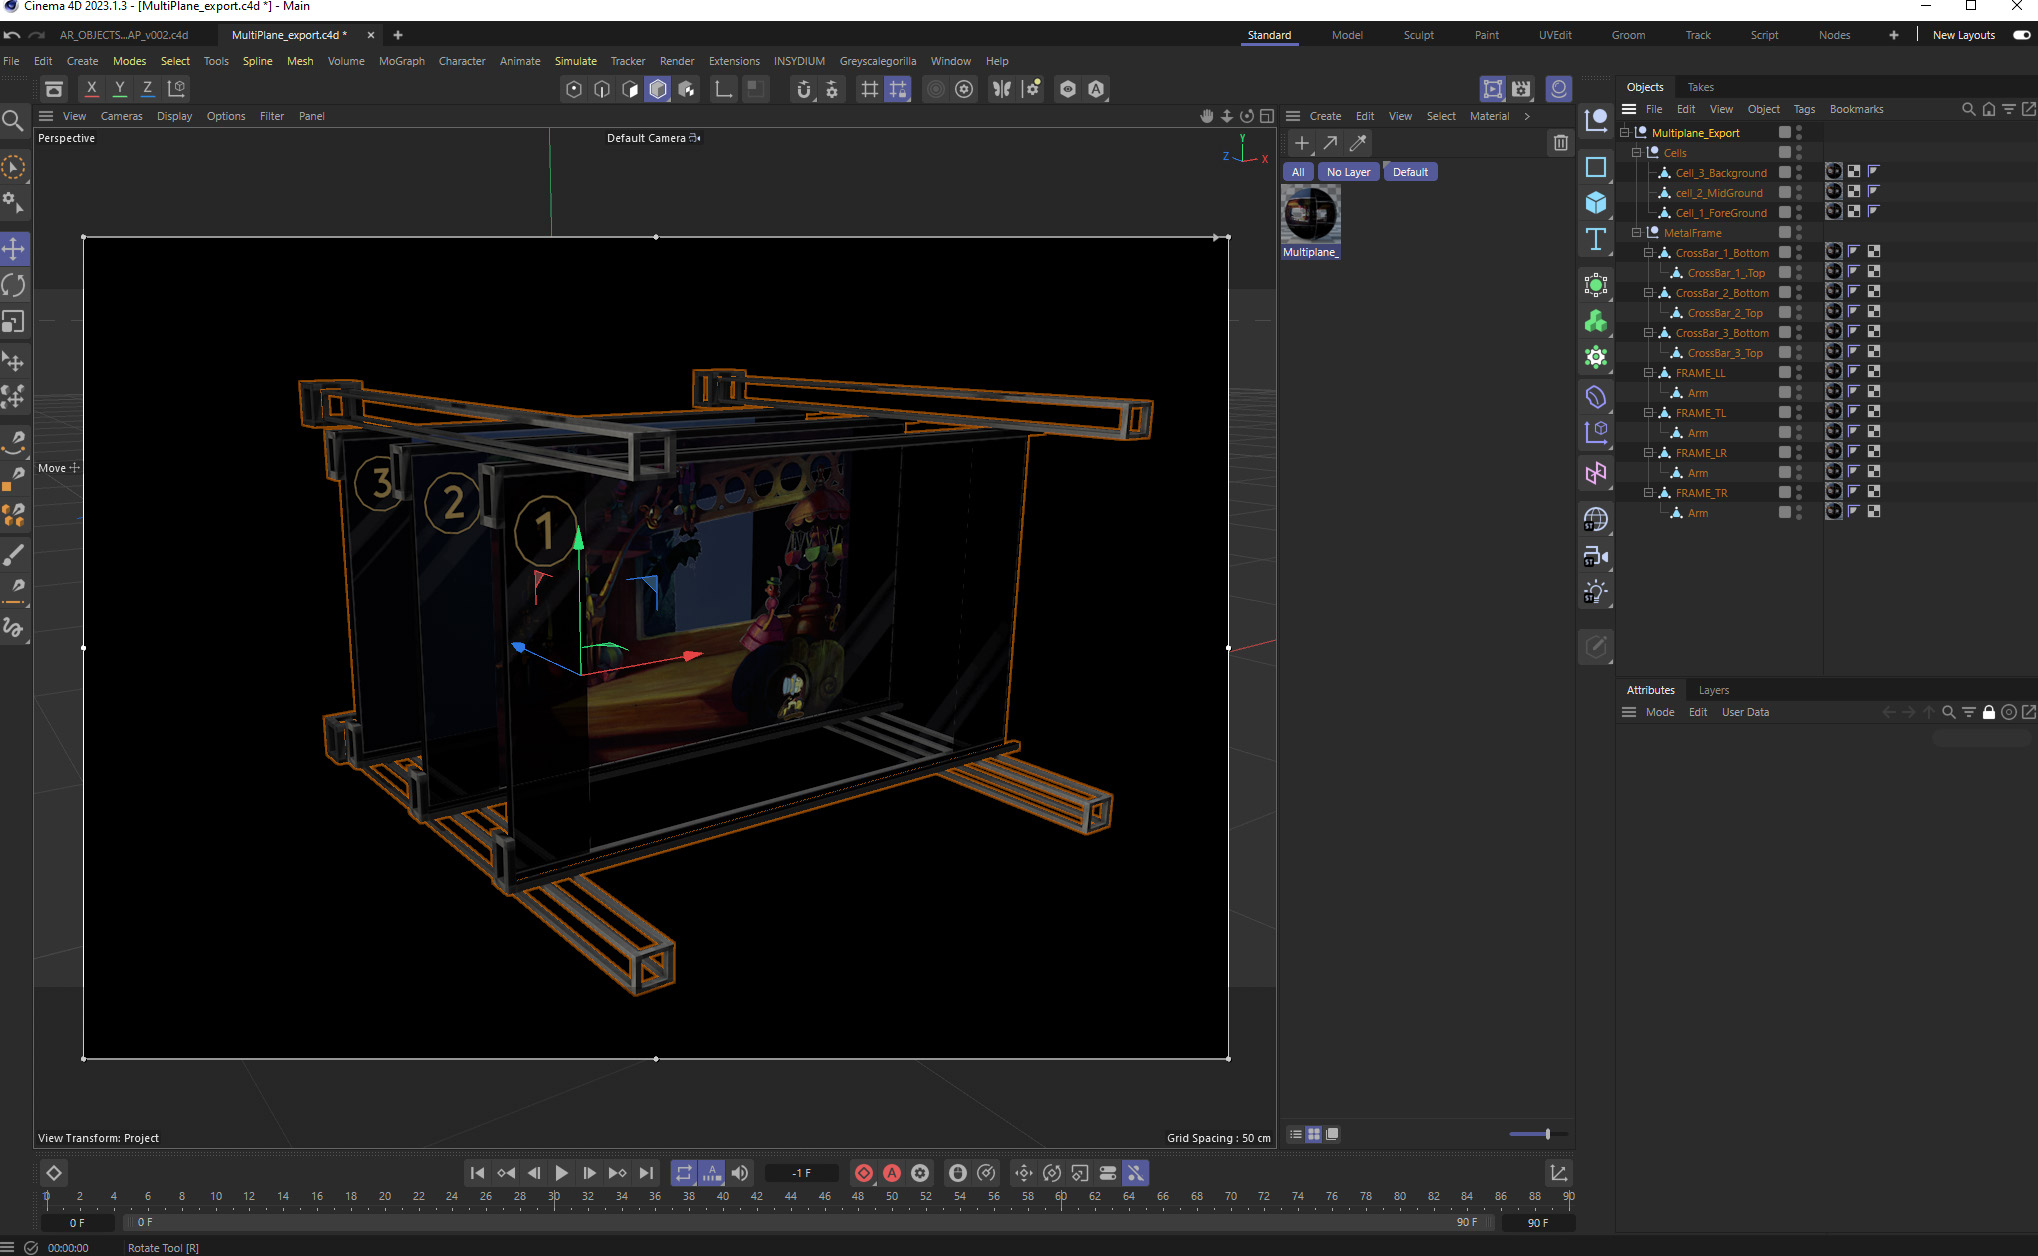 Cinema 4D 2023.1.3 - [MultiPlane_export.c4d *] - Main
AR_OBJECTS...AP_v002.c4d
MultiPlane_export.c4d *
Standard Model Sculpt Paint UVEdit Groom Track Script Nodes New Layouts
File Edit Create Modes Select Tools Spline Mesh Volume MoGraph Character Animate Simulate Tracker Render Extensions INSYDIUM Greyscalegorilla Window Help
X Y Z
View Cameras Display Options Filter Panel
Perspective
Default Camera
Y
Z
X
Move
3
2
1
View Transform: Project
Grid Spacing : 50 cm
Create Edit View Select Material
All No Layer Default
Multiplane_
Objects Takes
File Edit View Object Tags Bookmarks
Multiplane_Export
Cells
Cell_3_Background
cell_2_MidGround
Cell_1_ForeGround
MetalFrame
CrossBar_1_Bottom
CrossBar_1_.Top
CrossBar_2_Bottom
CrossBar_2_Top
CrossBar_3_Bottom
CrossBar_3_Top
FRAME_LL
Arm
FRAME_TL
Arm
FRAME_LR
Arm
FRAME_TR
Arm
ST
ST
ST
Attributes Layers
Mode Edit User Data
-1 F
0 2 4 6 8 10 12 14 16 18 20 22 24 26 28 30 32 34 36 38 40 42 44 46 48 50 52 54 56 58 60 62 64 66 68 70 72 74 76 78 80 82 84 86 88 90
0 F 0 F 90 F 90 F
00:00:00 Rotate Tool [R]